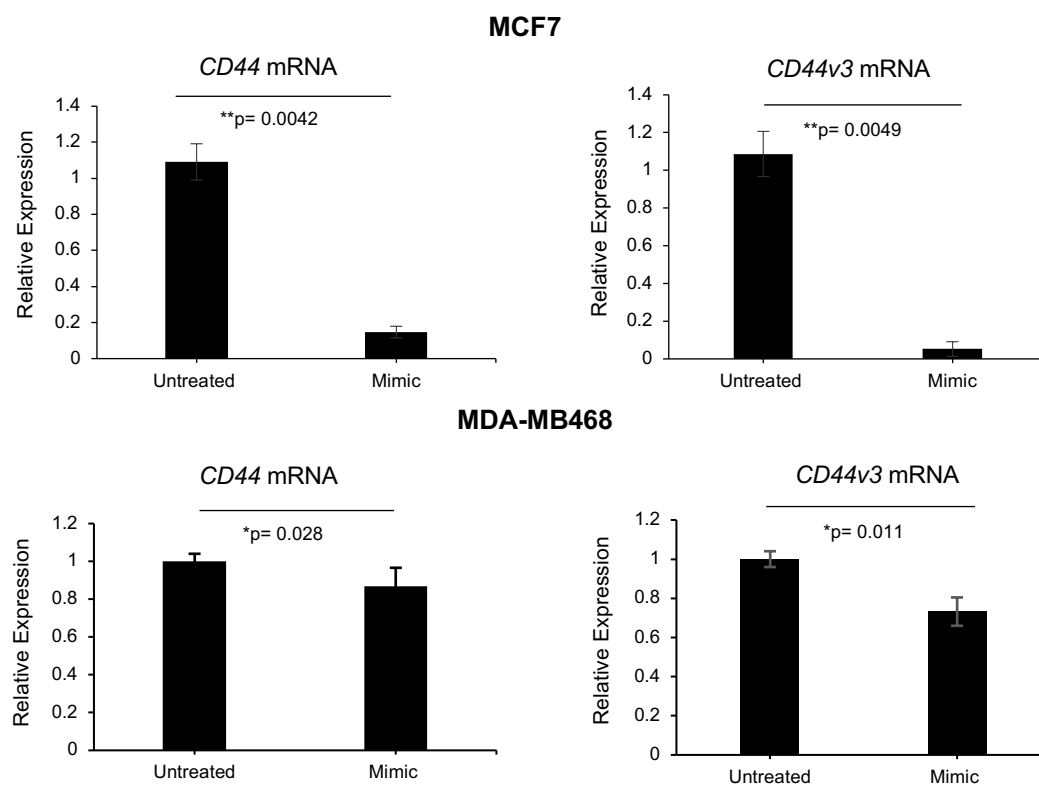 MCF7
CD44 mRNA
**p= 0.0042
Relative Expression
1.4
1.2
1
0.8
0.6
0.4
0.2
0
Untreated
Mimic
CD44v3 mRNA
**p= 0.0049
Relative Expression
1.4
1.2
1
0.8
0.6
0.4
0.2
0
Untreated
Mimic
MDA-MB468
CD44 mRNA
*p= 0.028
Relative Expression
1.2
1
0.8
0.6
0.4
0.2
0
Untreated
Mimic
CD44v3 mRNA
*p= 0.011
Relative Expression
1.2
1
0.8
0.6
0.4
0.2
0
Untreated
Mimic